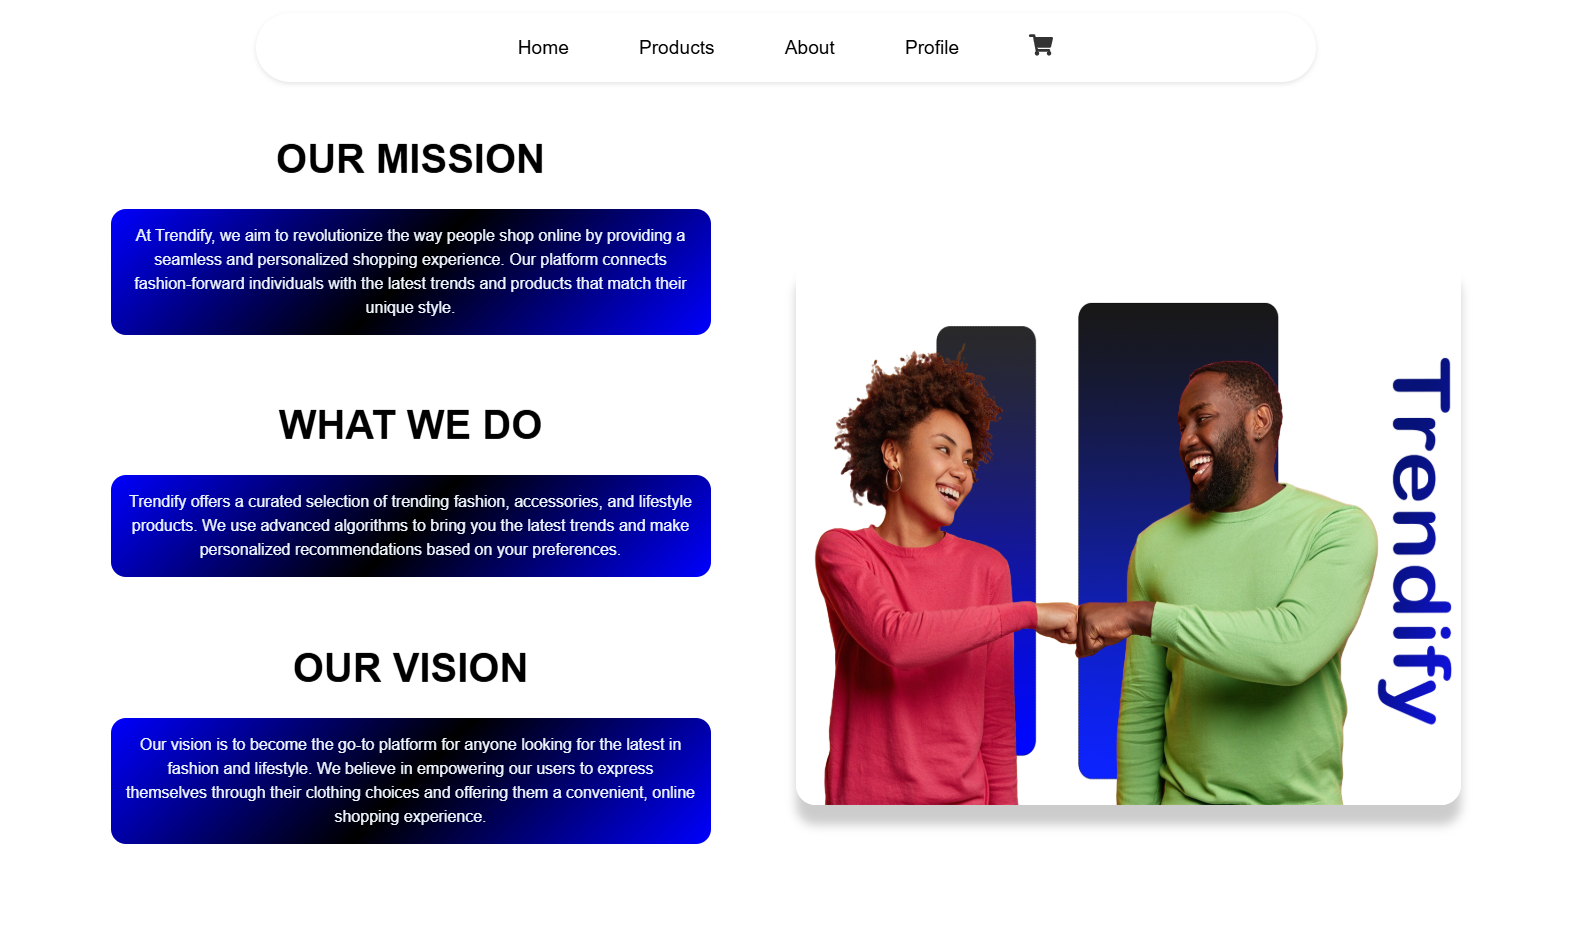 Home Products About Profile
OUR MISSION
At Trendify, we aim to revolutionize the way people shop online by providing a
seamless and personalized shopping experience. Our platform connects
fashion-forward individuals with the latest trends and products that match their
unique style.
WHAT WE DO
Trendify offers a curated selection of trending fashion, accessories, and lifestyle
products. We use advanced algorithms to bring you the latest trends and make
personalized recommendations based on your preferences.
OUR VISION
Our vision is to become the go-to platform for anyone looking for the latest in
fashion and lifestyle. We believe in empowering our users to express
themselves through their clothing choices and offering them a convenient, online
shopping experience.
Trendify